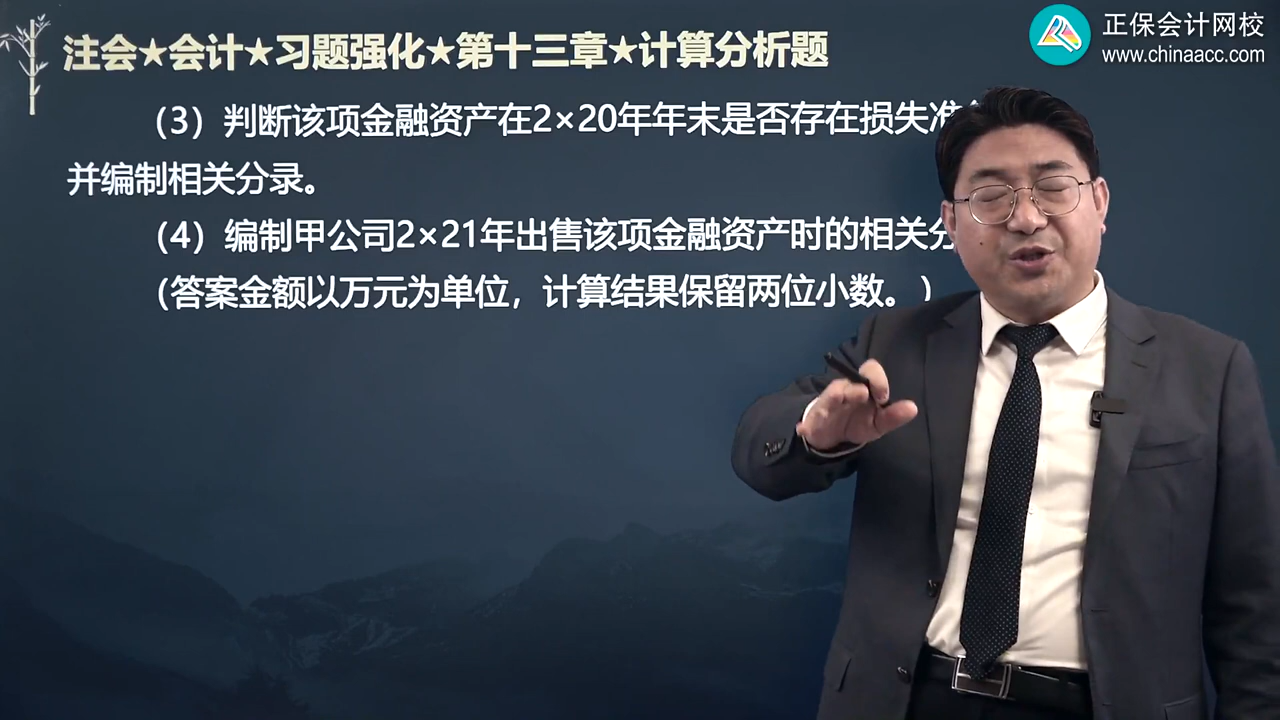 注会★会计★习题强化★第十三章★计算分析题
正保会计网校
www.chinaacc.com
（3）判断该项金融资产在2×20年年末是否存在损失准
并编制相关分录。
（4）编制甲公司2×21年出售该项金融资产时的相关分
（答案金额以万元为单位，计算结果保留两位小数。）